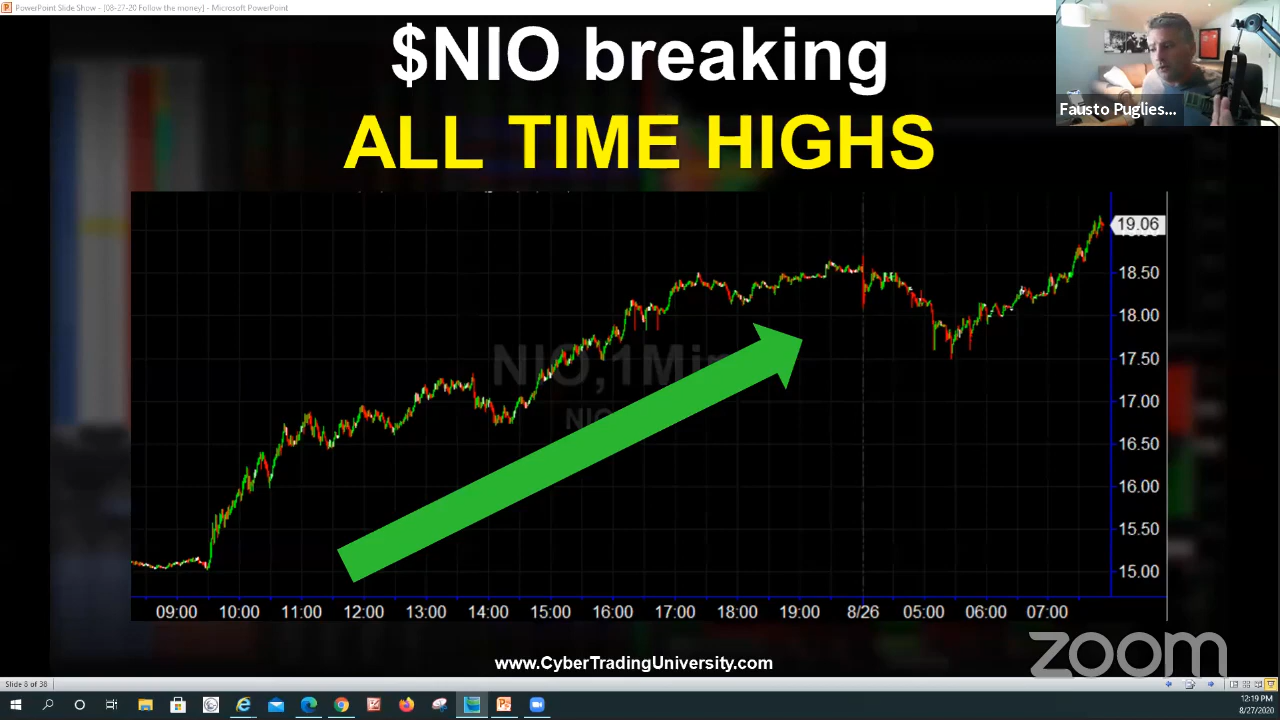 PowerPoint Slide Show - [08-27-20 Follow the money] - Microsoft PowerPoint
$NIO breaking
ALL TIME HIGHS
Fausto Puglies...
19.06
18.50
18.00
17.50
17.00
16.50
16.00
15.50
15.00
NIO,1Min
NIO
09:00 10:00 11:00 12:00 13:00 14:00 15:00 16:00 17:00 18:00 19:00 8/26 05:00 06:00 07:00
www.CyberTradingUniversity.com
zoom
Slide 8 of 38
12:19 PM
8/27/2020